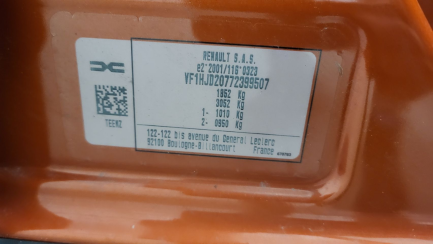 RENAULT S.A.S.
e2*2001/116*0323
VF1HJD20772399507
1862 Kg
3062 Kg
1- 1010 Kg
2- 0950 Kg
TEEN2
122-122 bis avenue du General Leclerc
92100 Boulogne-Billancourt France